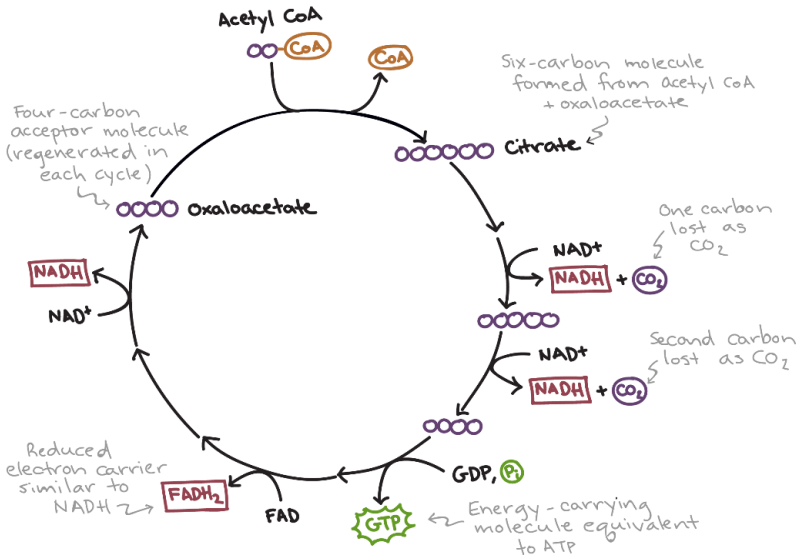 Acetyl CoA
CoA
CoA
Six-carbon molecule
formed from acetyl CoA
+ oxaloacetate
Four-carbon
acceptor molecule
(regenerated in
each cycle)
Citrate
Oxaloacetate
One carbon
lost as
CO2
NAD+
NADH + CO2
NADH
NAD+
Second carbon
lost as CO2
NAD+
NADH + CO2
Reduced
electron carrier
similar to
NADH
FADH2
FAD
GDP, Pi
GTP
Energy-carrying
molecule equivalent
to ATP